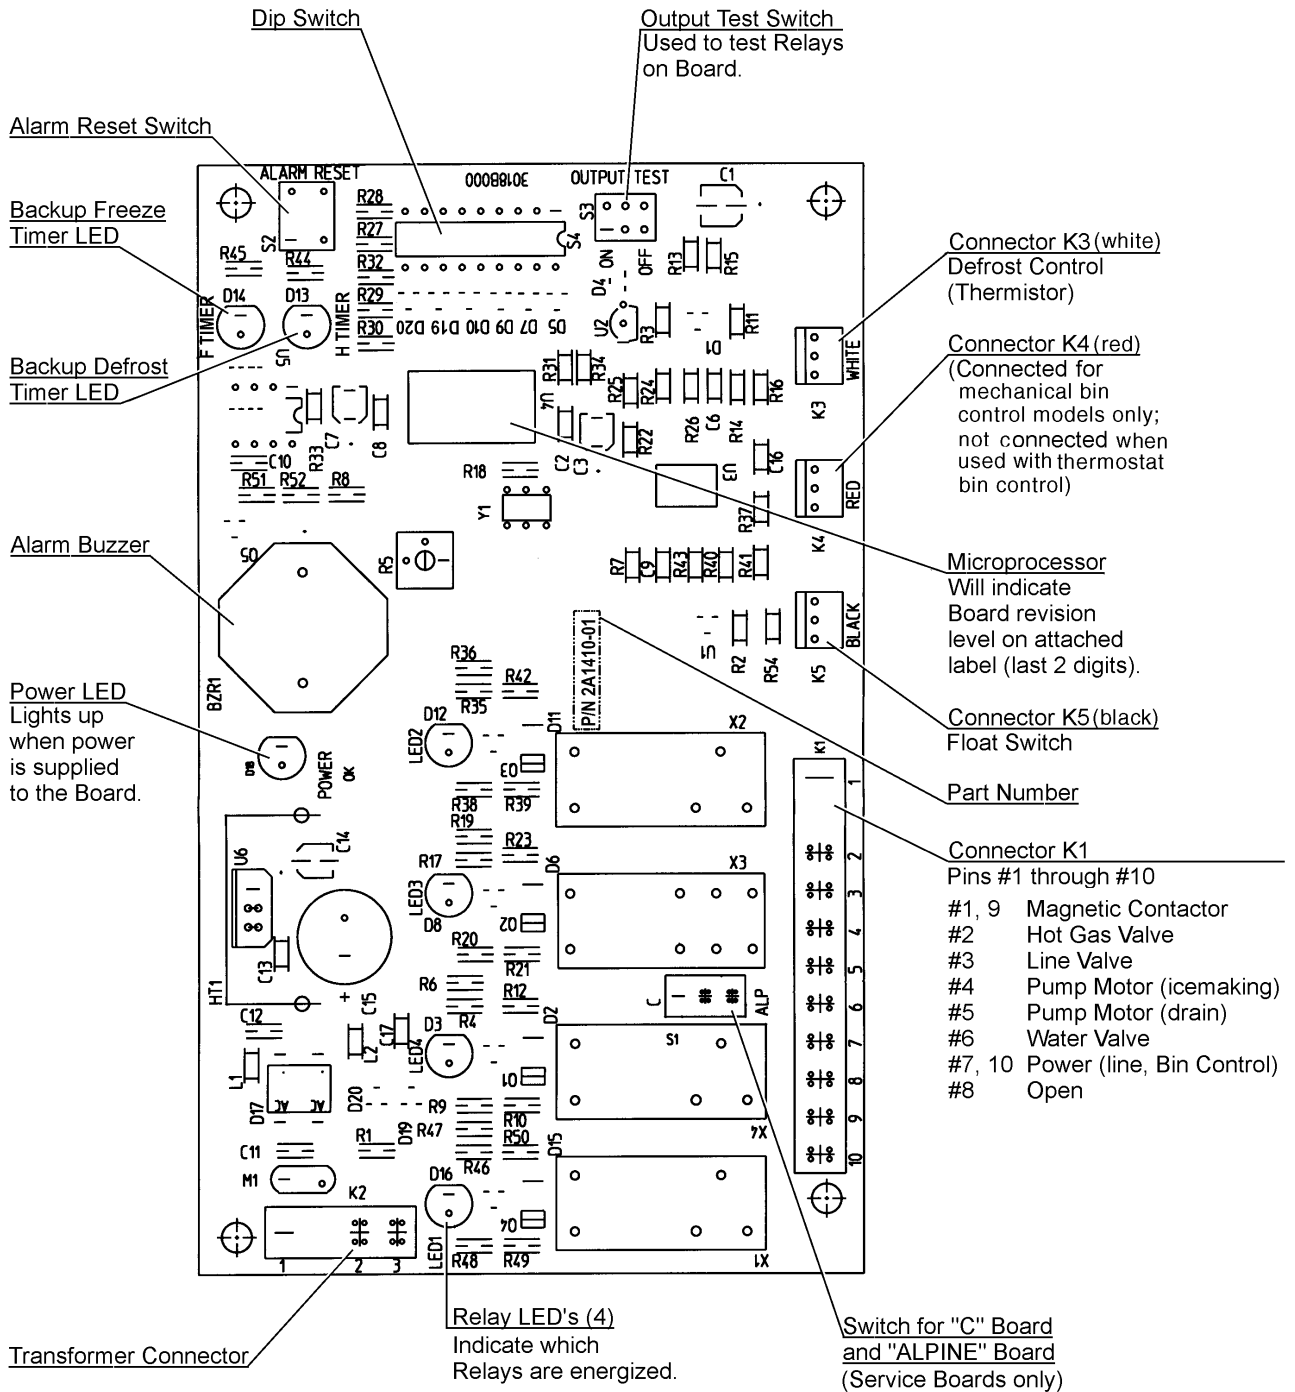 Dip Switch
Output Test Switch
Used to test Relays
on Board.
Alarm Reset Switch
Backup Freeze
Timer LED
Backup Defrost
Timer LED
Alarm Buzzer
Power LED
Lights up
when power
is supplied
to the Board.
Transformer Connector
ALARM RESET
30188000
OUTPUT TEST
C1
S2
R28
R27
R32
R29
R30
S4
S3
ON
OFF
R13
R15
R45
R44
D14
D13
F TIMER
H TIMER
U5
D20
D19
D10
D9
D7
D5
D4
U2
R3
D1
R11
WHITE
K3
R31
R34
U4
R25
R24
R26
C6
R14
R16
C7
C8
R33
C10
C2
C3
R22
U3
C16
R51
R52
R8
R18
Y1
R37
RED
K4
Q5
R5
R7
C9
R43
R40
R41
BZR1
P/N 2A1410-01
U1
R2
R54
BLACK
K5
R36
R42
R35
D12
LED2
D11
X2
K1
D18
POWER
OK
Q3
R38
R39
R19
R23
C14
U6
R17
LED3
D8
D6
X3
Q2
R20
R21
C13
HT1
C15
R6
R4
R12
C
ALP
S1
C12
L1
L2
C17
D3
LED4
D2
Q1
D17
AC
AC
D20
D19
R9
R10
R47
R50
R46
X4
D15
C11
R1
M1
K2
1
2
3
D16
LED1
Q4
R48
R49
X1
1
2
3
4
5
6
7
8
9
10
Connector K3 (white)
Defrost Control
(Thermistor)
Connector K4 (red)
(Connected for
mechanical bin
control models only;
not connected when
used with thermostat
bin control)
Microprocessor
Will indicate
Board revision
level on attached
label (last 2 digits).
Connector K5 (black)
Float Switch
Part Number
Connector K1
Pins #1 through #10
#1, 9 Magnetic Contactor
#2 Hot Gas Valve
#3 Line Valve
#4 Pump Motor (icemaking)
#5 Pump Motor (drain)
#6 Water Valve
#7, 10 Power (line, Bin Control)
#8 Open
Relay LED's (4)
Indicate which
Relays are energized.
Switch for "C" Board
and "ALPINE" Board
(Service Boards only)